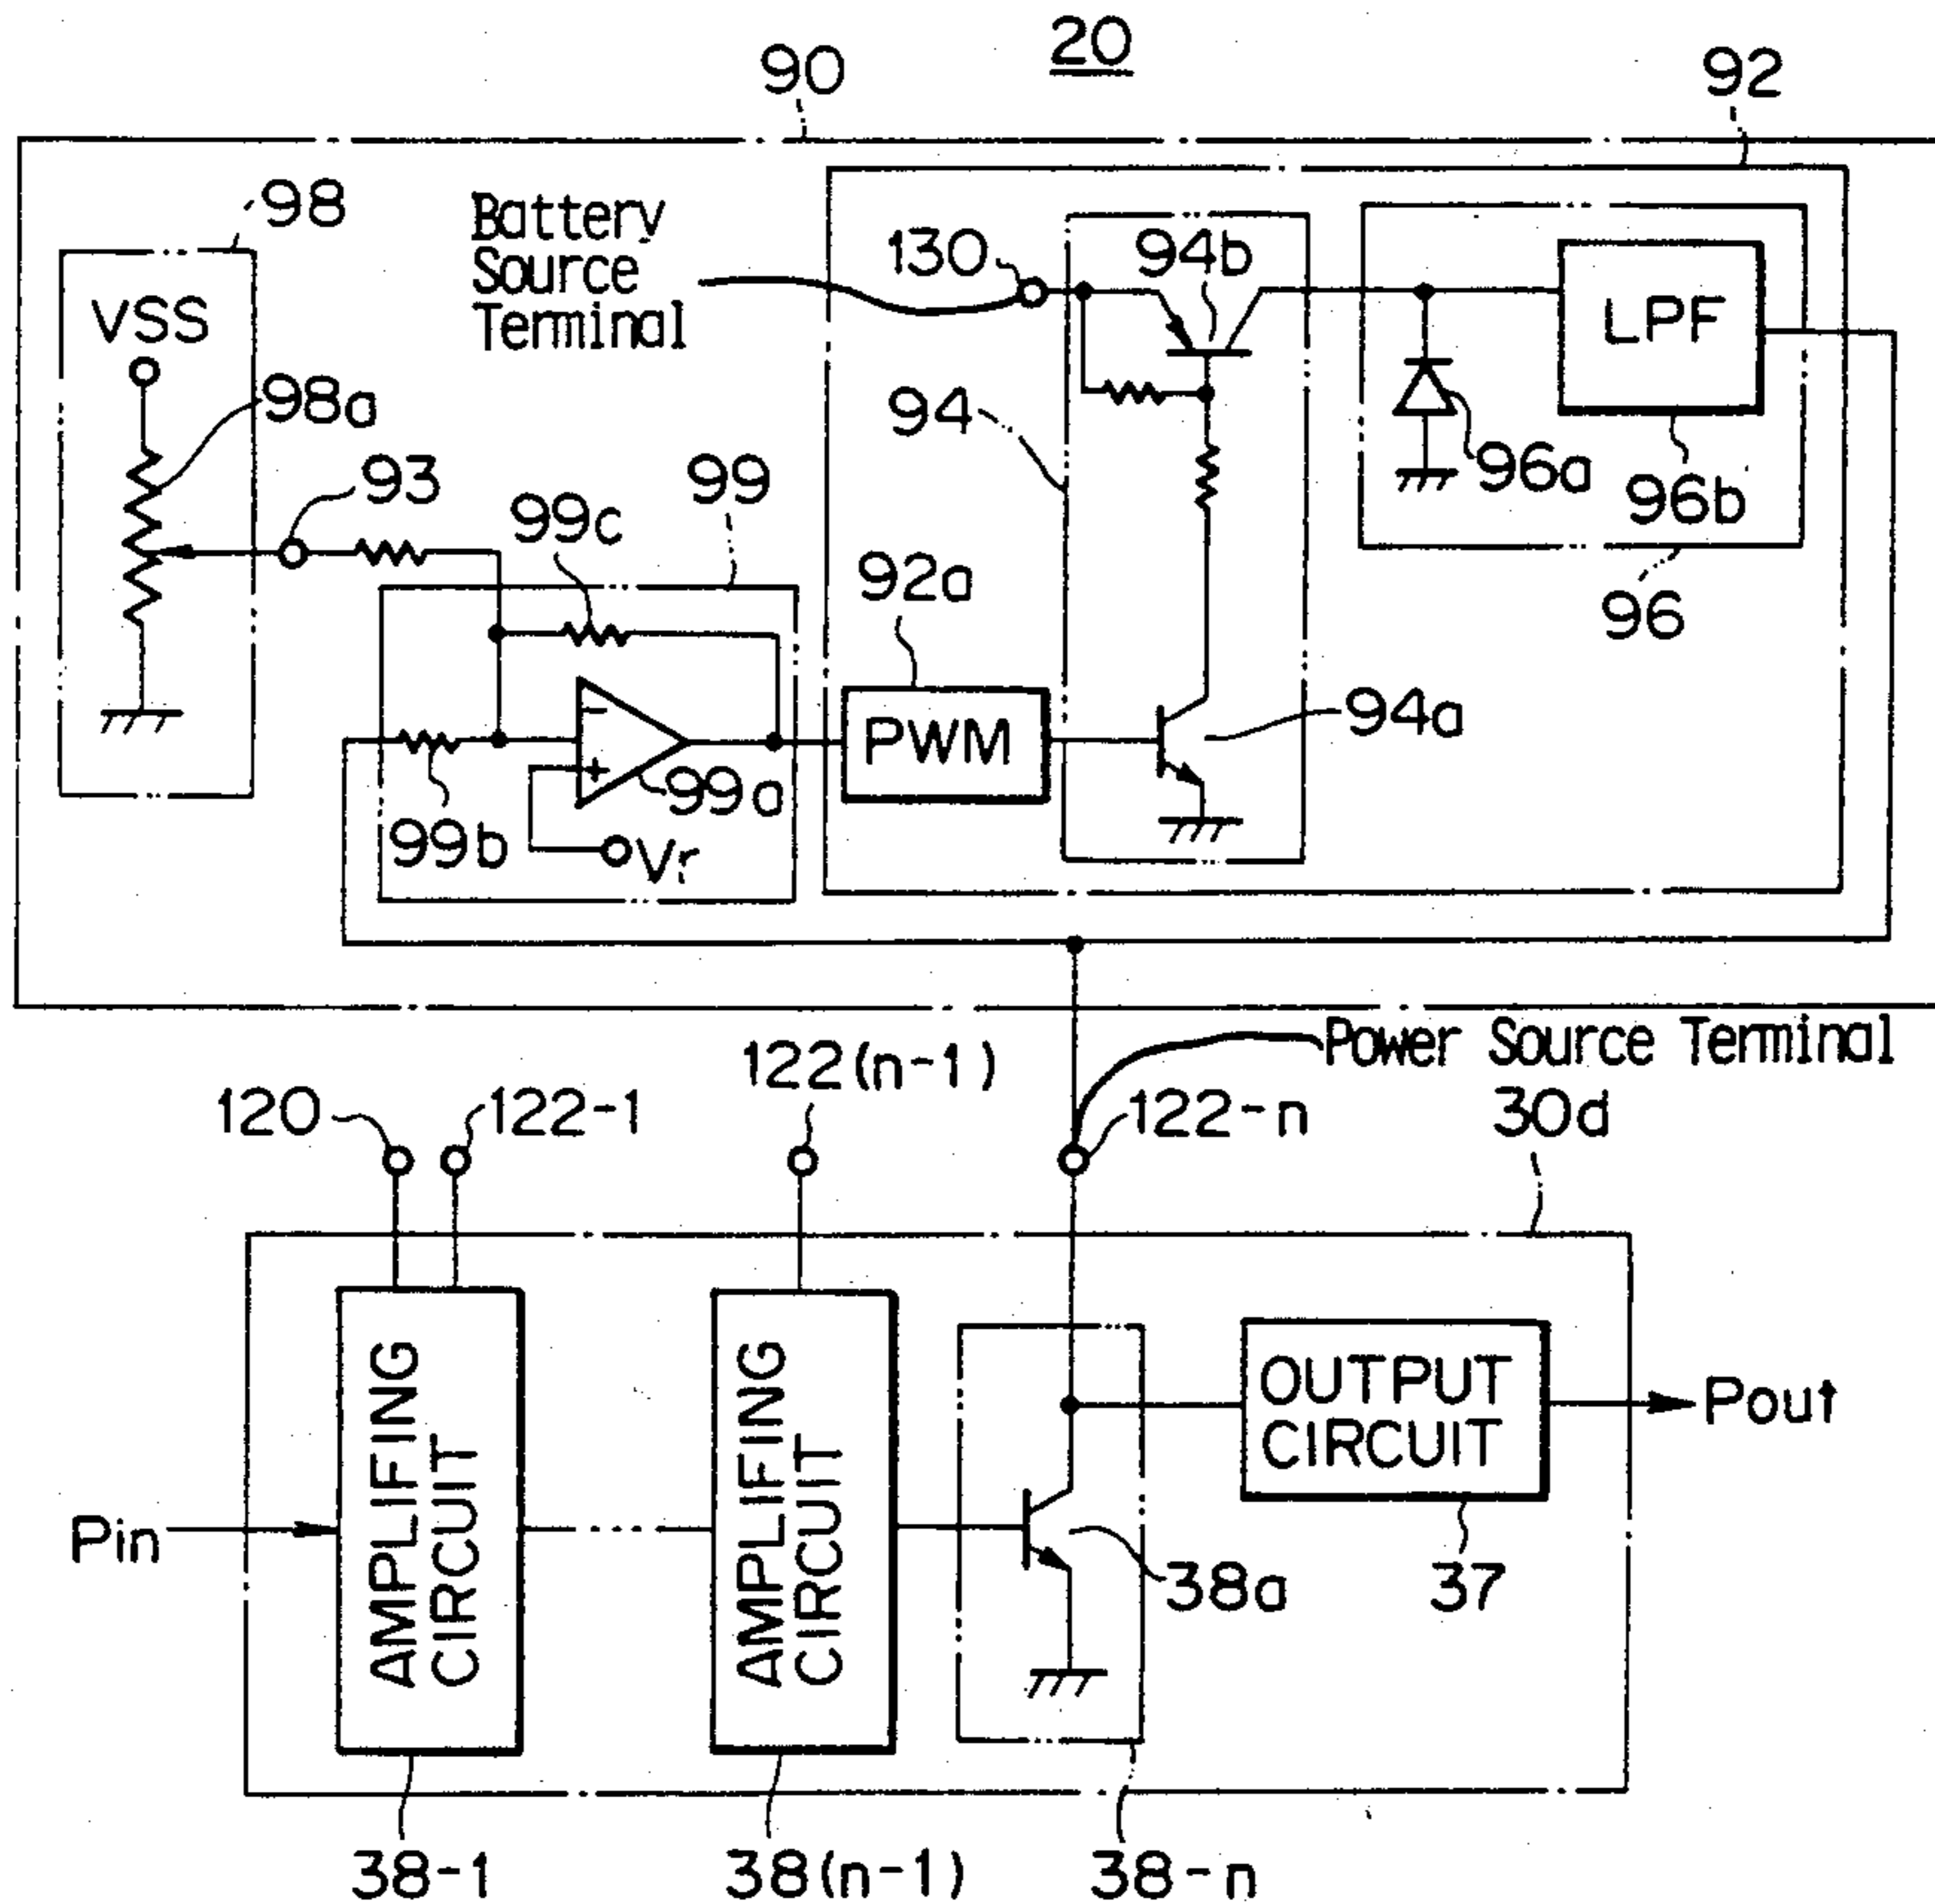 20
90
92
98
Battery
Source
Terminal
130
94b
VSS
LPF
98a
94
96a
96b
93
99
99c
92a
96
PWM
94a
-
+
99a
99b
Vr
Power Source Terminal
122(n-1)
120
122-1
122-n
30d
AMPLIFING
CIRCUIT
AMPLIFING
CIRCUIT
OUTPUT
CIRCUIT
Pout
Pin
38a
37
38-1
38(n-1)
38-n